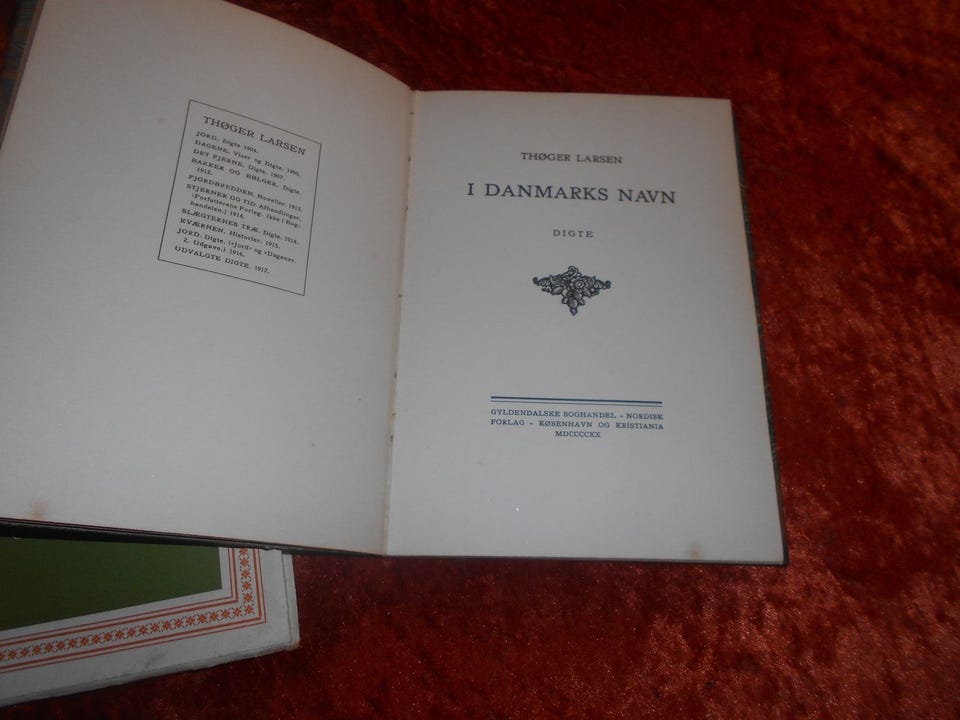 THØGER LARSEN
JORD, Digte 1904.
DAGENE, Viser og Digte, 1905.
DET FJERNE, Digte, 1907.
BAKKER OG BØLGER, Digte,
1912.
FJORDBREDDEN, Noveller, 1913.
STJERNER OG TID Afhandlinger,
(Forfatterens Forlag. Ikke i Bog-
handelen.) 1914.
SLÆGTERNES TRÆ, Digte, 1914.
KVÆRNEN, Historier, 1915.
JORD. Digte, (»Jord« og »Dagene«.
2. Udgave.) 1916.
UDVALGTE DIGTE, 1917.
THØGER LARSEN
I DANMARKS NAVN
DIGTE
GYLDENDALSKE BOGHANDEL - NORDISK
FORLAG - KØBENHAVN OG KRISTIANIA
MDCCCCXX